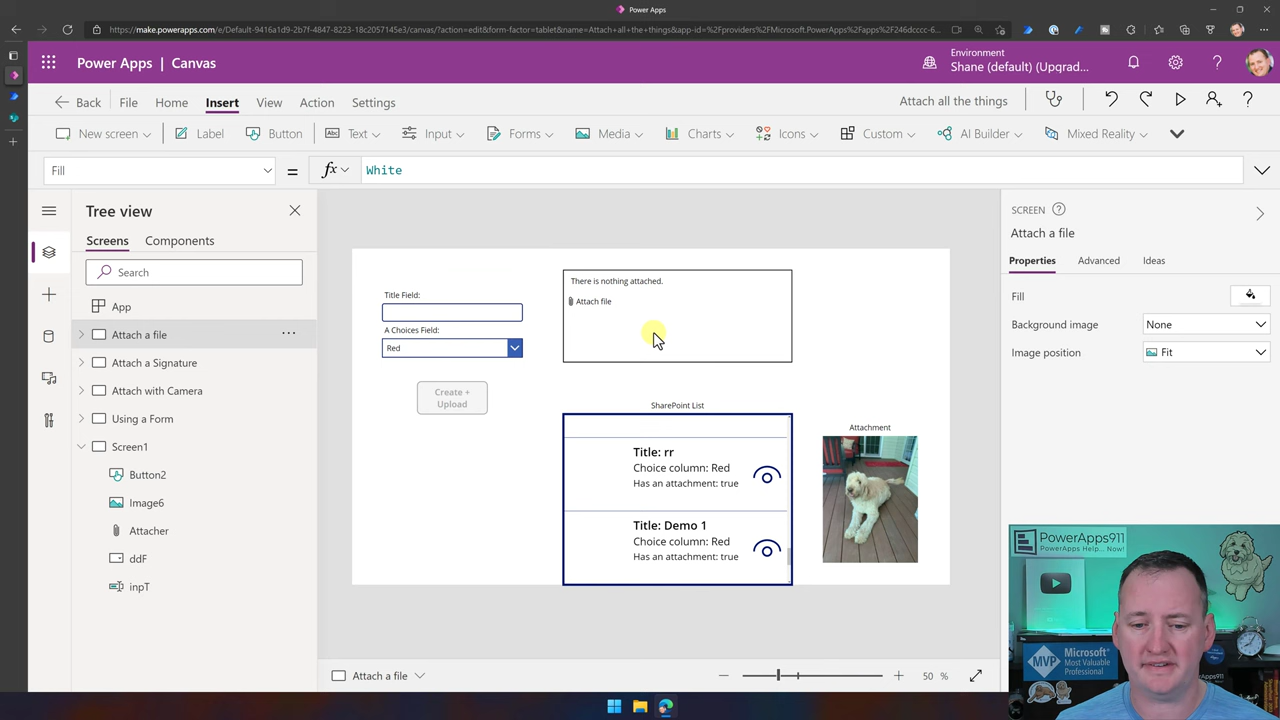 Power Apps
https://make.powerapps.com/e/Default-9416a1d9-2b7f-4847-8223-18c2057145e3/canvas/?action=edit&form-factor=tablet&name=Attach+all+the+things&app-id=%2Fproviders%2FMicrosoft.PowerApps%2Fapps%2F246dcccc-6...
Power Apps | Canvas
Environment
Shane (default) (Upgrad...
Back File Home Insert View Action Settings
Attach all the things
New screen Label Button Text Input Forms Media Charts Icons Custom AI Builder Mixed Reality
Fill = fx White
Tree view
Screens Components
Search
App
Attach a file
Attach a Signature
Attach with Camera
Using a Form
Screen1
Button2
Image6
Attacher
ddF
inpT
Title Field:
A Choices Field:
Red
Create +
Upload
There is nothing attached.
Attach file
SharePoint List
Title: rr
Choice column: Red
Has an attachment: true
Title: Demo 1
Choice column: Red
Has an attachment: true
Attachment
SCREEN
Attach a file
Properties Advanced Ideas
Fill
Background image None
Image position Fit
PowerApps911
PowerApps Help... Now!
MVP
Microsoft
Most Valuable
Professional
Attach a file
50 %